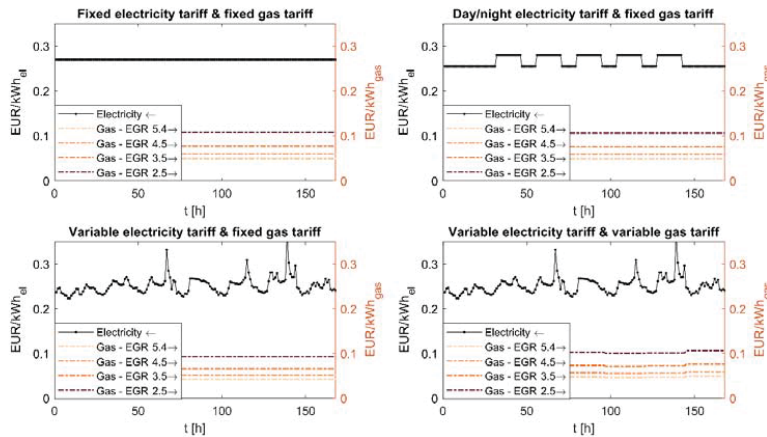 Fixed electricity tariff & fixed gas tariff
EUR/kWh_el
0.3
0.2
0.1
0
Electricity ←
Gas - EGR 5.4→
Gas - EGR 4.5→
Gas - EGR 3.5→
Gas - EGR 2.5→
0.3
0.2
0.1
0
EUR/kWh_gas
0 50 100 150
t [h]
Day/night electricity tariff & fixed gas tariff
EUR/kWh_el
0.3
0.2
0.1
0
Electricity ←
Gas - EGR 5.4→
Gas - EGR 4.5→
Gas - EGR 3.5→
Gas - EGR 2.5→
0.3
0.2
0.1
0
EUR/kWh_gas
0 50 100 150
t [h]
Variable electricity tariff & fixed gas tariff
EUR/kWh_el
0.3
0.2
0.1
0
Electricity ←
Gas - EGR 5.4→
Gas - EGR 4.5→
Gas - EGR 3.5→
Gas - EGR 2.5→
0.3
0.2
0.1
0
EUR/kWh_gas
0 50 100 150
t [h]
Variable electricity tariff & variable gas tariff
EUR/kWh_el
0.3
0.2
0.1
0
Electricity ←
Gas - EGR 5.4→
Gas - EGR 4.5→
Gas - EGR 3.5→
Gas - EGR 2.5→
0.3
0.2
0.1
0
EUR/kWh_gas
0 50 100 150
t [h]